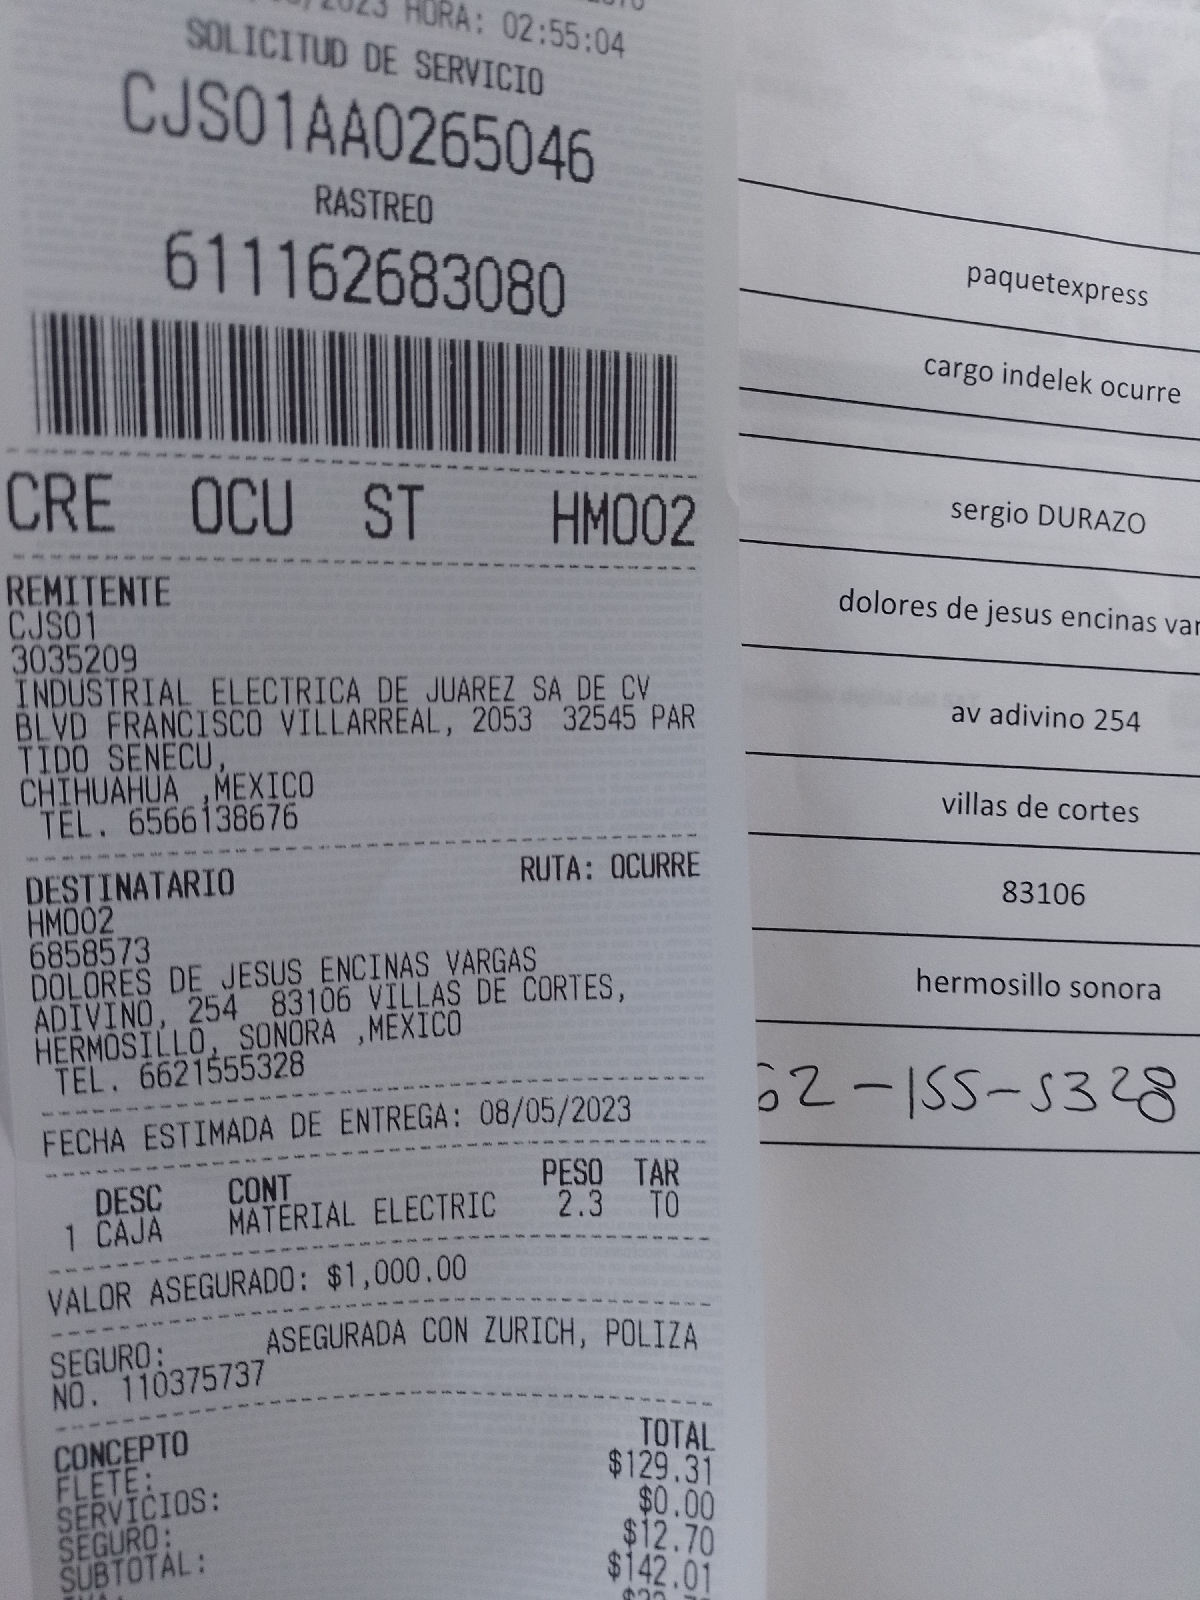 /2023 HORA: 02:55:04
SOLICITUD DE SERVICIO
CJS01AA0265046
RASTREO
611162683080
CRE OCU ST HM002
REMITENTE
CJS01
3035209
INDUSTRIAL ELECTRICA DE JUAREZ SA DE CV
BLVD FRANCISCO VILLARREAL, 2053 32545 PAR
TIDO SENECU,
CHIHUAHUA ,MEXICO
TEL. 6566138676
DESTINATARIO RUTA: OCURRE
HM002
6858573
DOLORES DE JESUS ENCINAS VARGAS
ADIVINO, 254 83106 VILLAS DE CORTES,
HERMOSILLO, SONORA ,MEXICO
TEL. 6621555328
FECHA ESTIMADA DE ENTREGA: 08/05/2023
DESC CONT PESO TAR
1 CAJA MATERIAL ELECTRIC 2.3 T0
VALOR ASEGURADO: $1,000.00
SEGURO: ASEGURADA CON ZURICH, POLIZA
NO. 110375737
CONCEPTO TOTAL
FLETE: $129.31
SERVICIOS: $0.00
SEGURO: $12.70
SUBTOTAL: $142.01
paquetexpress
cargo indelek ocurre
sergio DURAZO
dolores de jesus encinas var
av adivino 254
villas de cortes
83106
hermosillo sonora
62-155-5328